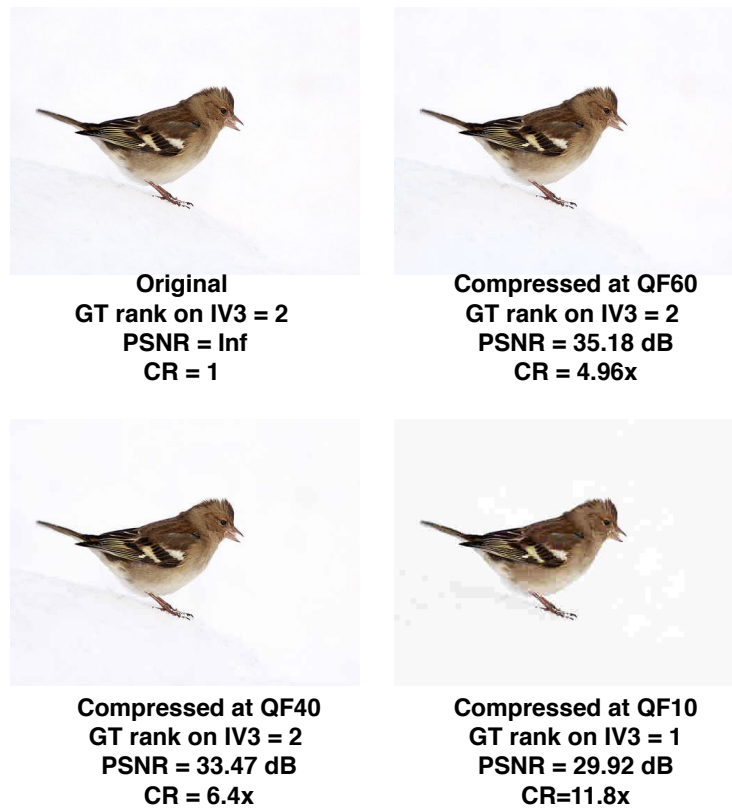 Original
GT rank on IV3 = 2
PSNR = Inf
CR = 1
Compressed at QF60
GT rank on IV3 = 2
PSNR = 35.18 dB
CR = 4.96x
Compressed at QF40
GT rank on IV3 = 2
PSNR = 33.47 dB
CR = 6.4x
Compressed at QF10
GT rank on IV3 = 1
PSNR = 29.92 dB
CR=11.8x